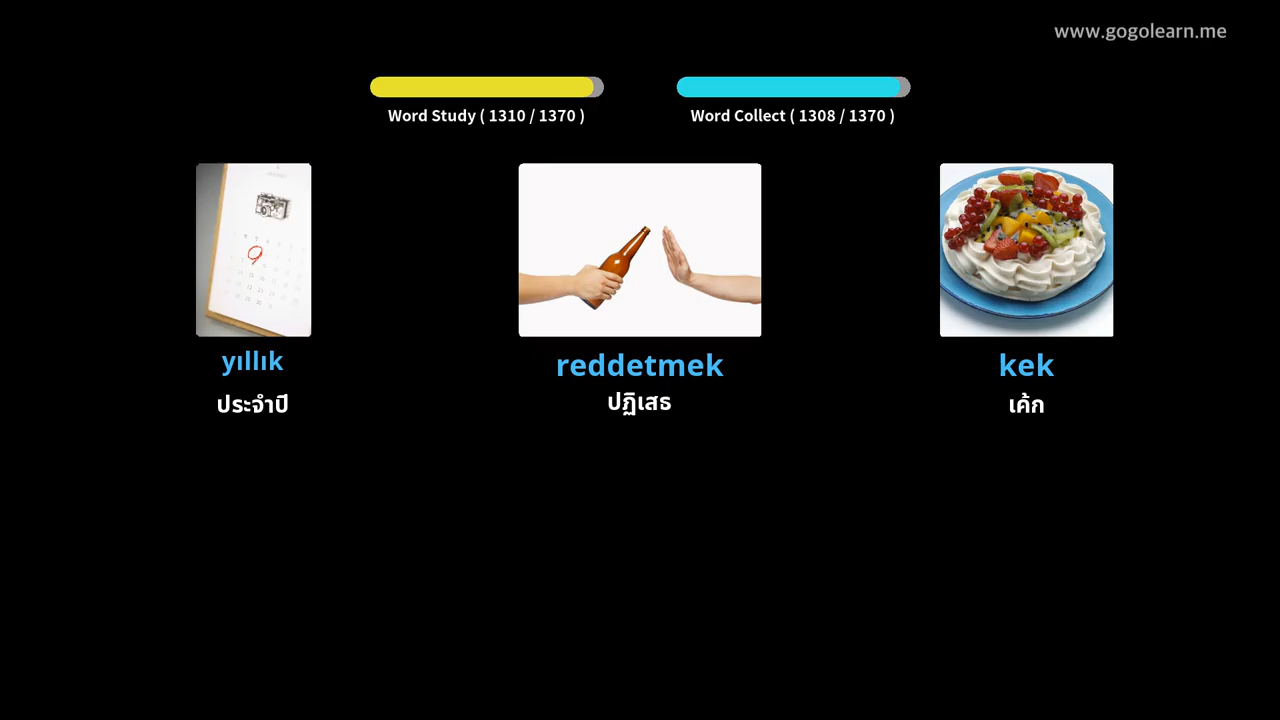 www.gogolearn.me
Word Study ( 1310 / 1370 )
Word Collect ( 1308 / 1370 )
yıllık
reddetmek
kek
ประจำปี
ปฏิเสธ
เค้ก